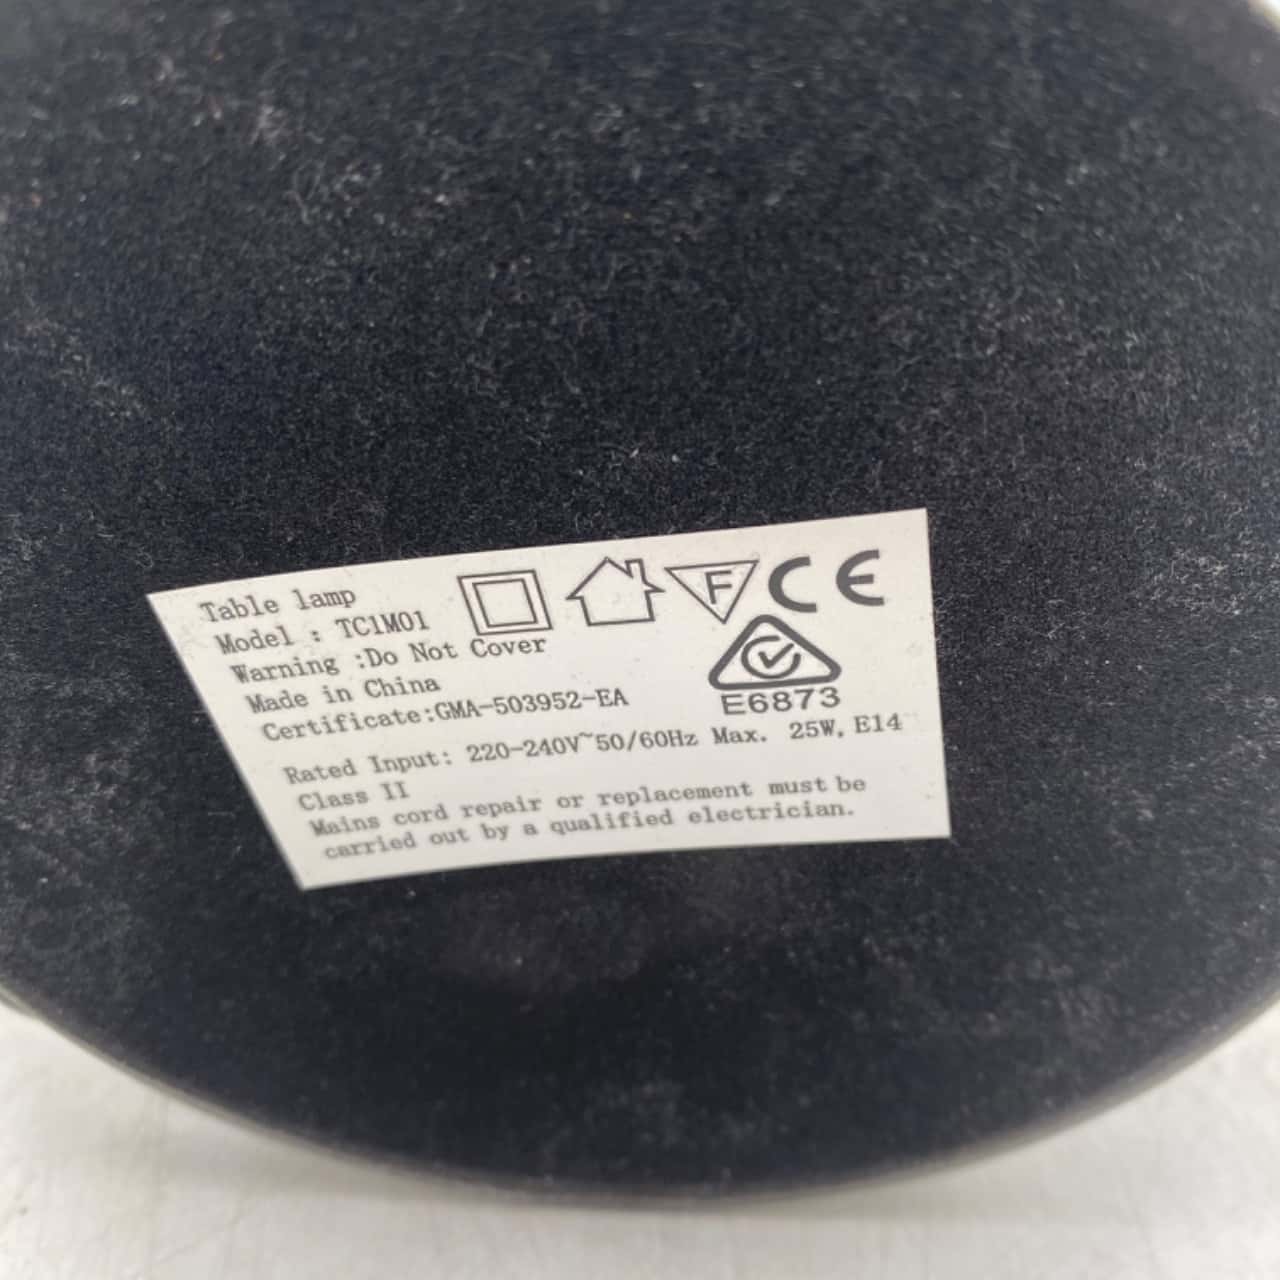 Table lamp
Model : TC1M01
Warning :Do Not Cover
Made in China
Certificate:GMA-503952-EA
F CE
E6873
Rated Input: 220-240V~50/60Hz Max. 25W, E14
Class II
Mains cord repair or replacement must be
carried out by a qualified electrician.